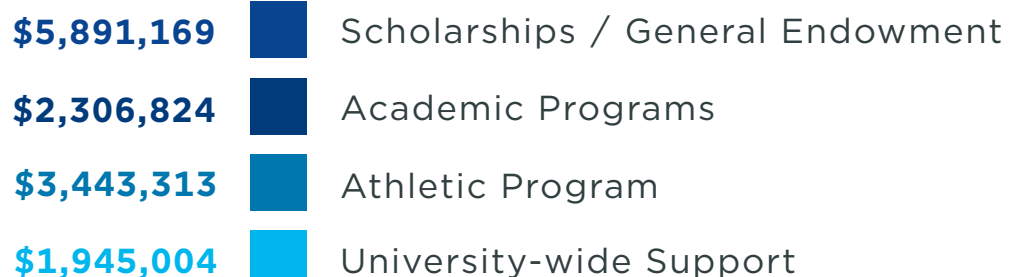 $5,891,169 Scholarships / General Endowment
$2,306,824 Academic Programs
$3,443,313 Athletic Program
$1,945,004 University-wide Support